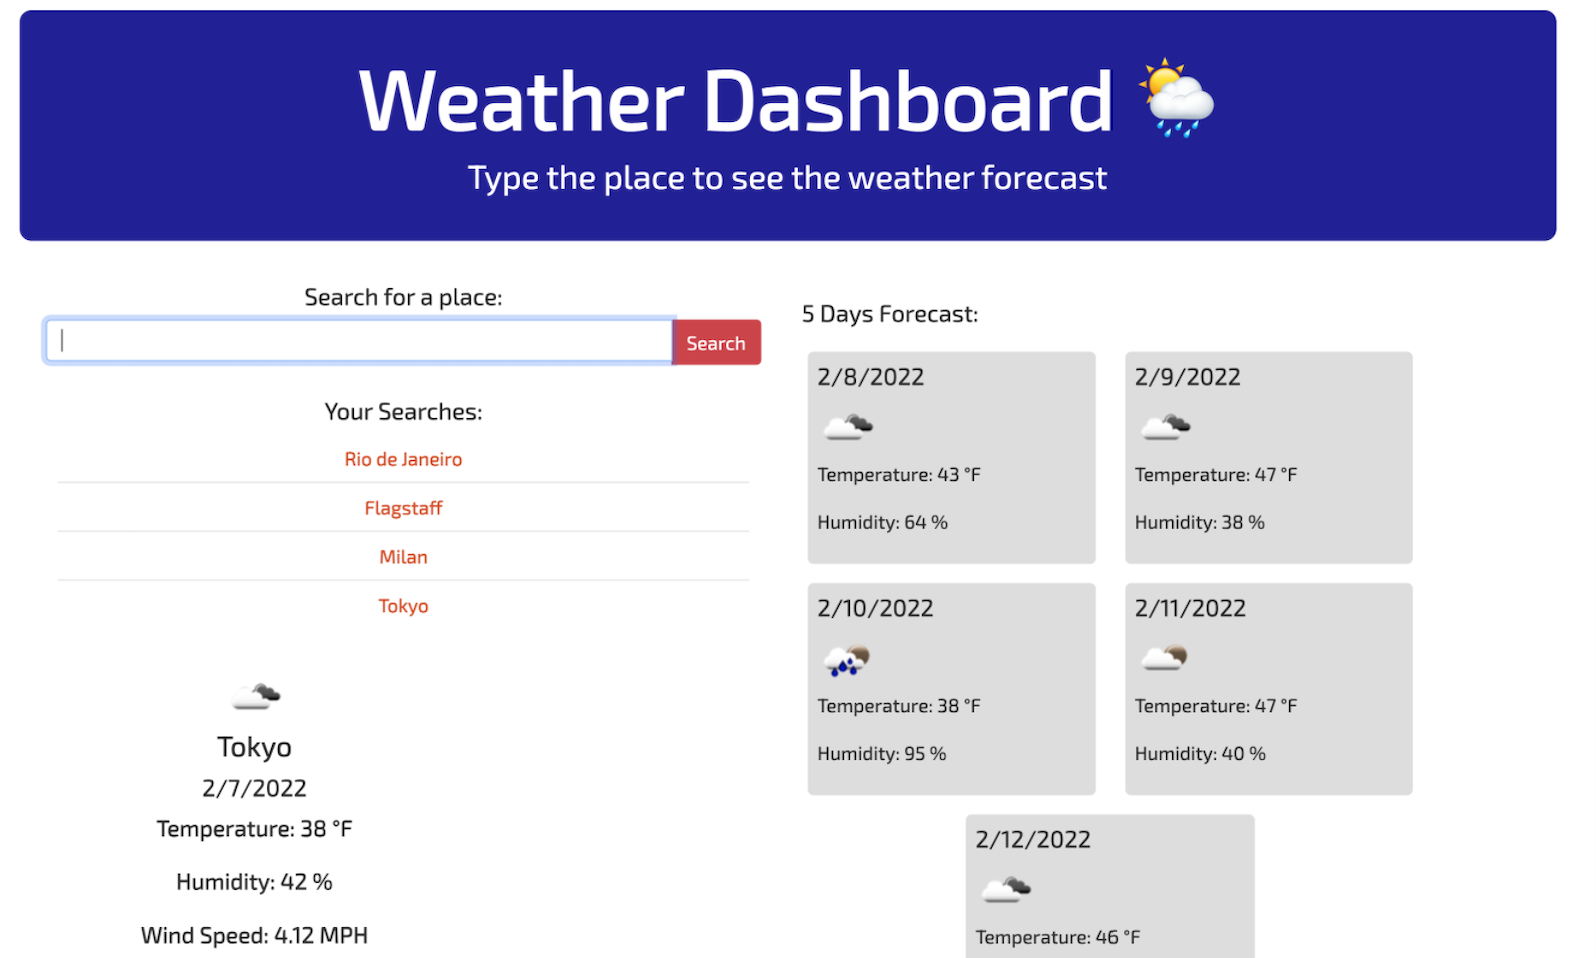 Weather Dashboard
Type the place to see the weather forecast
Search for a place:
Search
Your Searches:
Rio de Janeiro
Flagstaff
Milan
Tokyo
Tokyo
2/7/2022
Temperature: 38 °F
Humidity: 42 %
Wind Speed: 4.12 MPH
5 Days Forecast:
2/8/2022
Temperature: 43 °F
Humidity: 64 %
2/9/2022
Temperature: 47 °F
Humidity: 38 %
2/10/2022
Temperature: 38 °F
Humidity: 95 %
2/11/2022
Temperature: 47 °F
Humidity: 40 %
2/12/2022
Temperature: 46 °F